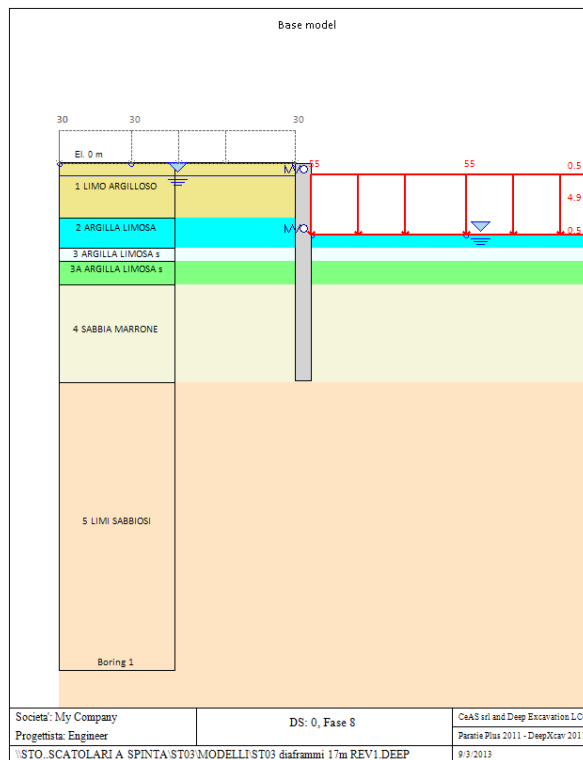 Base model
30 30 30
El. 0 m
55 55 0.5
1 LIMO ARGILLOSO
4.9
2 ARGILLA LIMOSA
0.5
3 ARGILLA LIMOSA s
3A ARGILLA LIMOSA s
4 SABBIA MARRONE
5 LIMI SABBIOSI
Boring 1
Societa': My Company
Progettista: Engineer
DS: 0, Fase 8
CeAS srl and Deep Excavation LC
Paratie Plus 2011 - DeepXcav 2011
\\STO..SCATOLARI A SPINTA\ST03\MODELLI\ST03 diaframmi 17m REV1.DEEP
9/3/2013